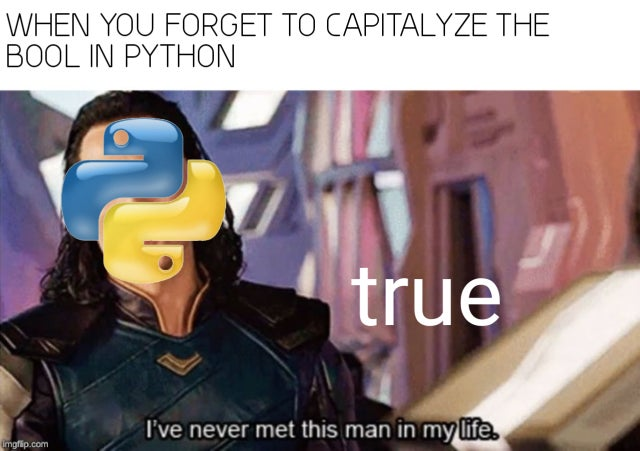 WHEN YOU FORGET TO CAPITALYZE THE
BOOL IN PYTHON
true
I've never met this man in my life.
imgflip.com